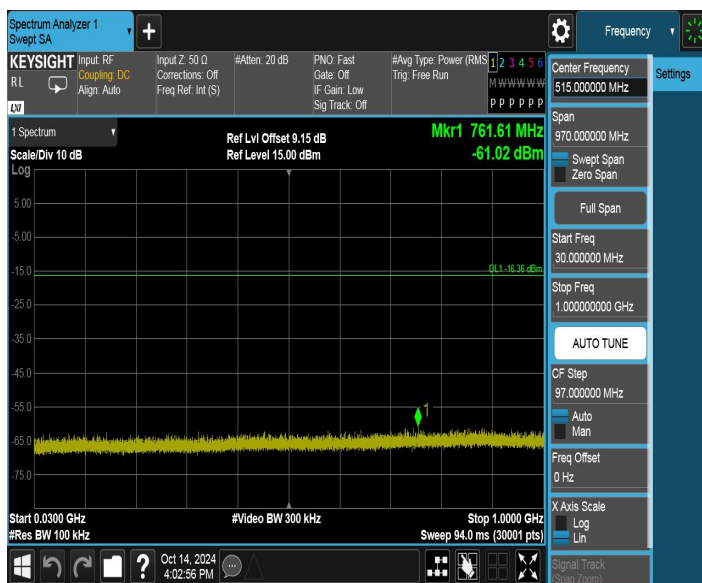 Spectrum Analyzer 1
Swept SA
+
Frequency
KEYSIGHT
RL
LXI
Input: RF
Coupling: DC
Align: Auto
Input Z: 50 Ω
Corrections: Off
Freq Ref: Int (S)
#Atten: 20 dB
PNO: Fast
Gate: Off
IF Gain: Low
Sig Track: Off
#Avg Type: Power (RMS
Trig: Free Run
1 2 3 4 5 6
M W W W W W
P P P P P P
1 Spectrum
Scale/Div 10 dB
Ref Lvl Offset 9.15 dB
Ref Level 15.00 dBm
Mkr1 761.61 MHz
-61.02 dBm
Log
5.00
-5.00
-15.0
-25.0
-35.0
-45.0
-55.0
-65.0
-75.0
DL1 -16.36 dBm
1
Start 0.0300 GHz
#Res BW 100 kHz
#Video BW 300 kHz
Stop 1.0000 GHz
Sweep 94.0 ms (30001 pts)
?
Oct 14, 2024
4:02:56 PM
Center Frequency
515.000000 MHz
Span
970.000000 MHz
Swept Span
Zero Span
Full Span
Start Freq
30.000000 MHz
Stop Freq
1.000000000 GHz
AUTO TUNE
CF Step
97.000000 MHz
Auto
Man
Freq Offset
0 Hz
X Axis Scale
Log
Lin
Signal Track
(Span Zoom)
Settings